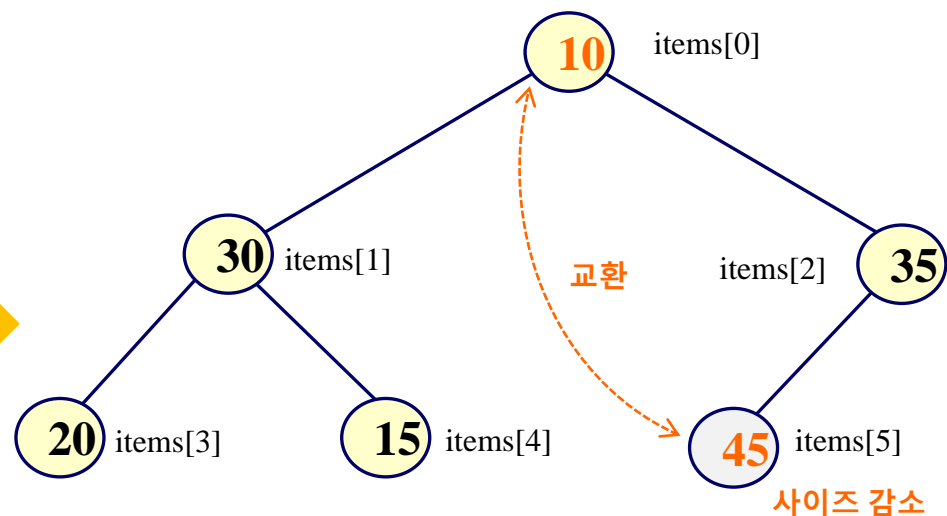 10 items[0]
30 items[1]
교환
items[2] 35
20 items[3]
15 items[4]
45 items[5]
사이즈 감소